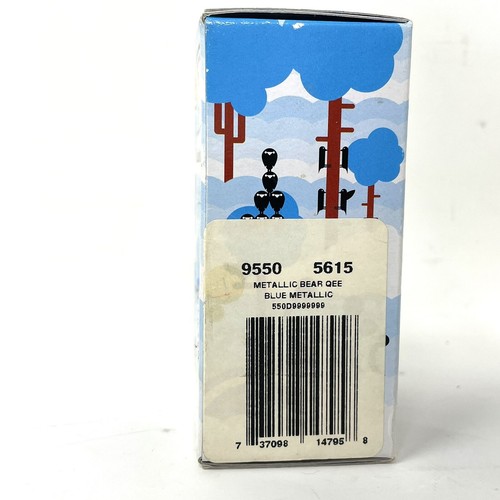 9550 5615
METALLIC BEAR QEE
BLUE METALLIC
550D9999999
7 37098 14795 8